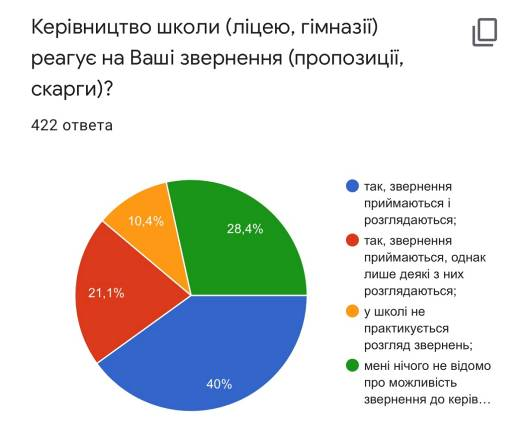 Керівництво школи (ліцею, гімназії)
реагує на Ваші звернення (пропозиції,
скарги)?
422 ответа
10,4%
28,4%
21,1%
40%
так, звернення
приймаються і
розглядаються;
так, звернення
приймаються, однак
лише деякі з них
розглядаються;
у школі не
практикується
розгляд звернень;
мені нічого не відомо
про можливість
звернення до керів...